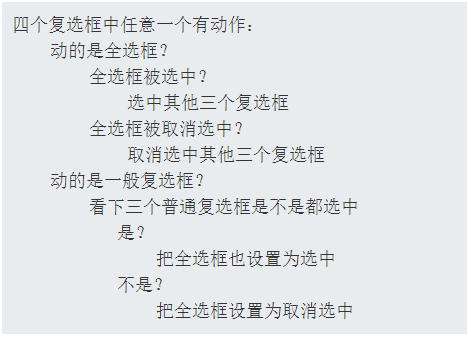 四个复选框中任意一个有动作：
动的是全选框？
全选框被选中？
选中其他三个复选框
全选框被取消选中？
取消选中其他三个复选框
动的是一般复选框？
看下三个普通复选框是不是都选中
是？
把全选框也设置为选中
不是？
把全选框设置为取消选中